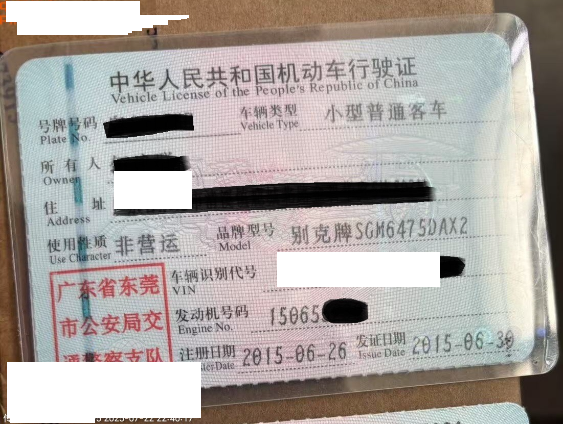 中华人民共和国机动车行驶证
Vehicle License of the People's Republic of China
号牌号码
Plate No.
车辆类型 小型普通客车
Vehicle Type
所有人
Owner
住 址
Address
使用性质 非营运
Use Character
品牌型号 别克牌SGM6475DAX2
Model
车辆识别代号
VIN
发动机号码 15065
Engine No.
注册日期 2015-06-26
发证日期 2015-06-30
Issue Date
广东省东莞
市公安局交
通警察支队